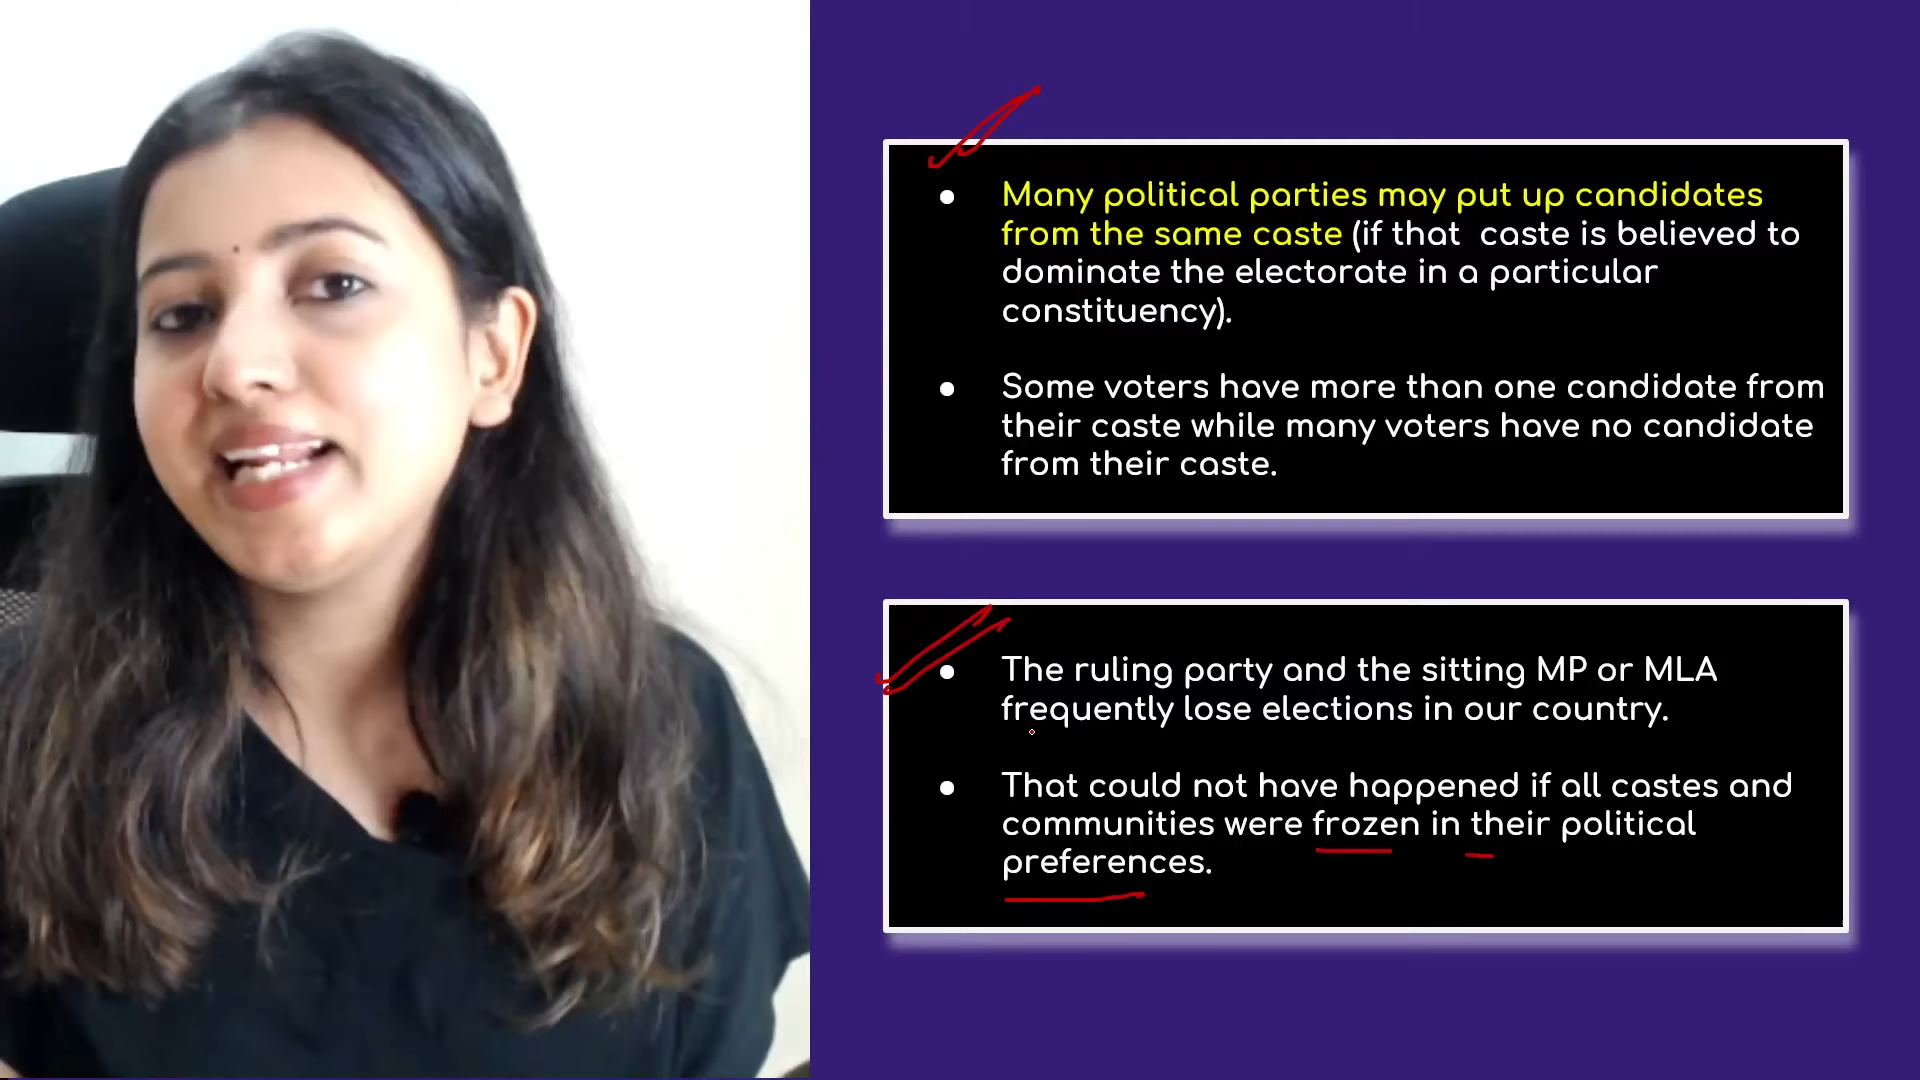 Many political parties may put up candidates
from the same caste (if that caste is believed to
dominate the electorate in a particular
constituency).
Some voters have more than one candidate from
their caste while many voters have no candidate
from their caste.
The ruling party and the sitting MP or MLA
frequently lose elections in our country.
That could not have happened if all castes and
communities were frozen in their political
preferences.